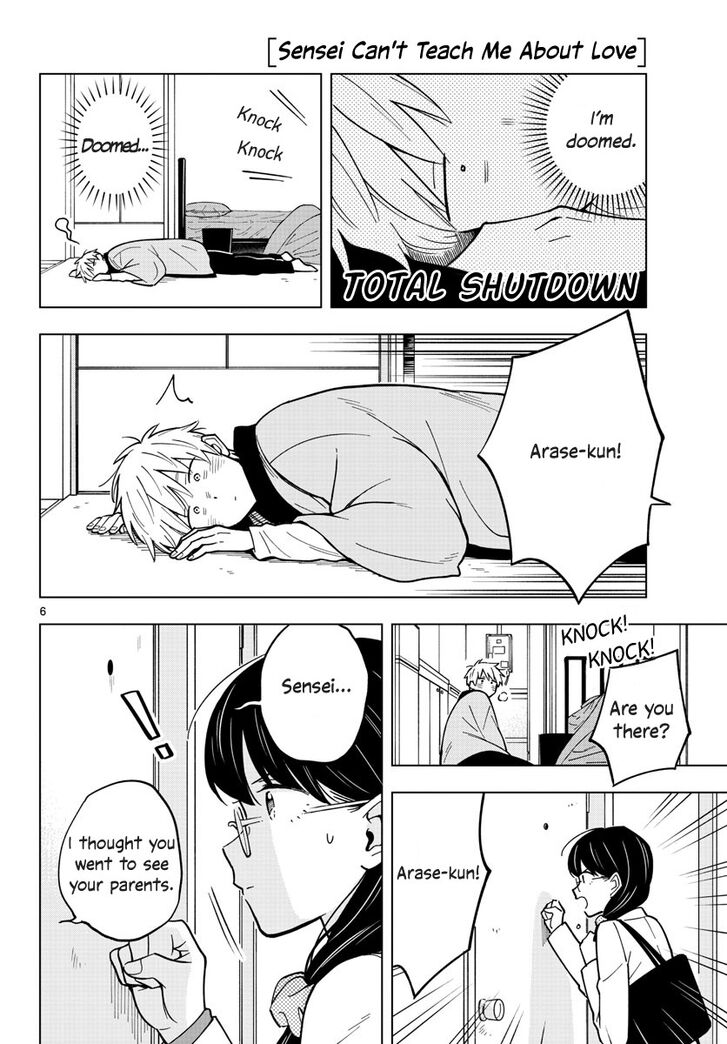 [Sensei Can't Teach Me About Love]
I'm
doomed.
TOTAL SHUTDOWN
Knock
Knock
Doomed...
Arase-kun!
6
KNOCK!
KNOCK!
Are you
there?
Arase-kun!
Sensei...
!
I thought you
went to see
your parents.